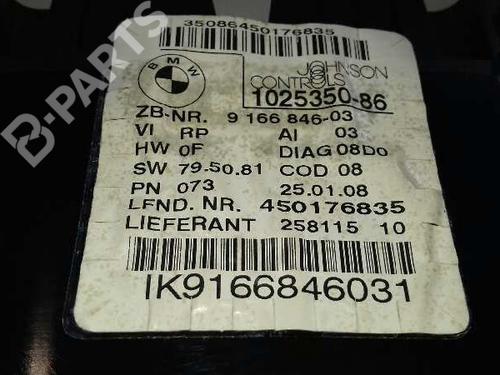 35086450176835
BMW
JOHNSON CONTROLS
1025350-86
ZB-NR. 9 166 846-03
VI RP AI 03
HW 0F DIAG 08D0
SW 79.50.81 COD 08
PN 073 25.01.08
LFND. NR. 450176835
LIEFERANT 258115 10
IK9166846031
B-PARTS